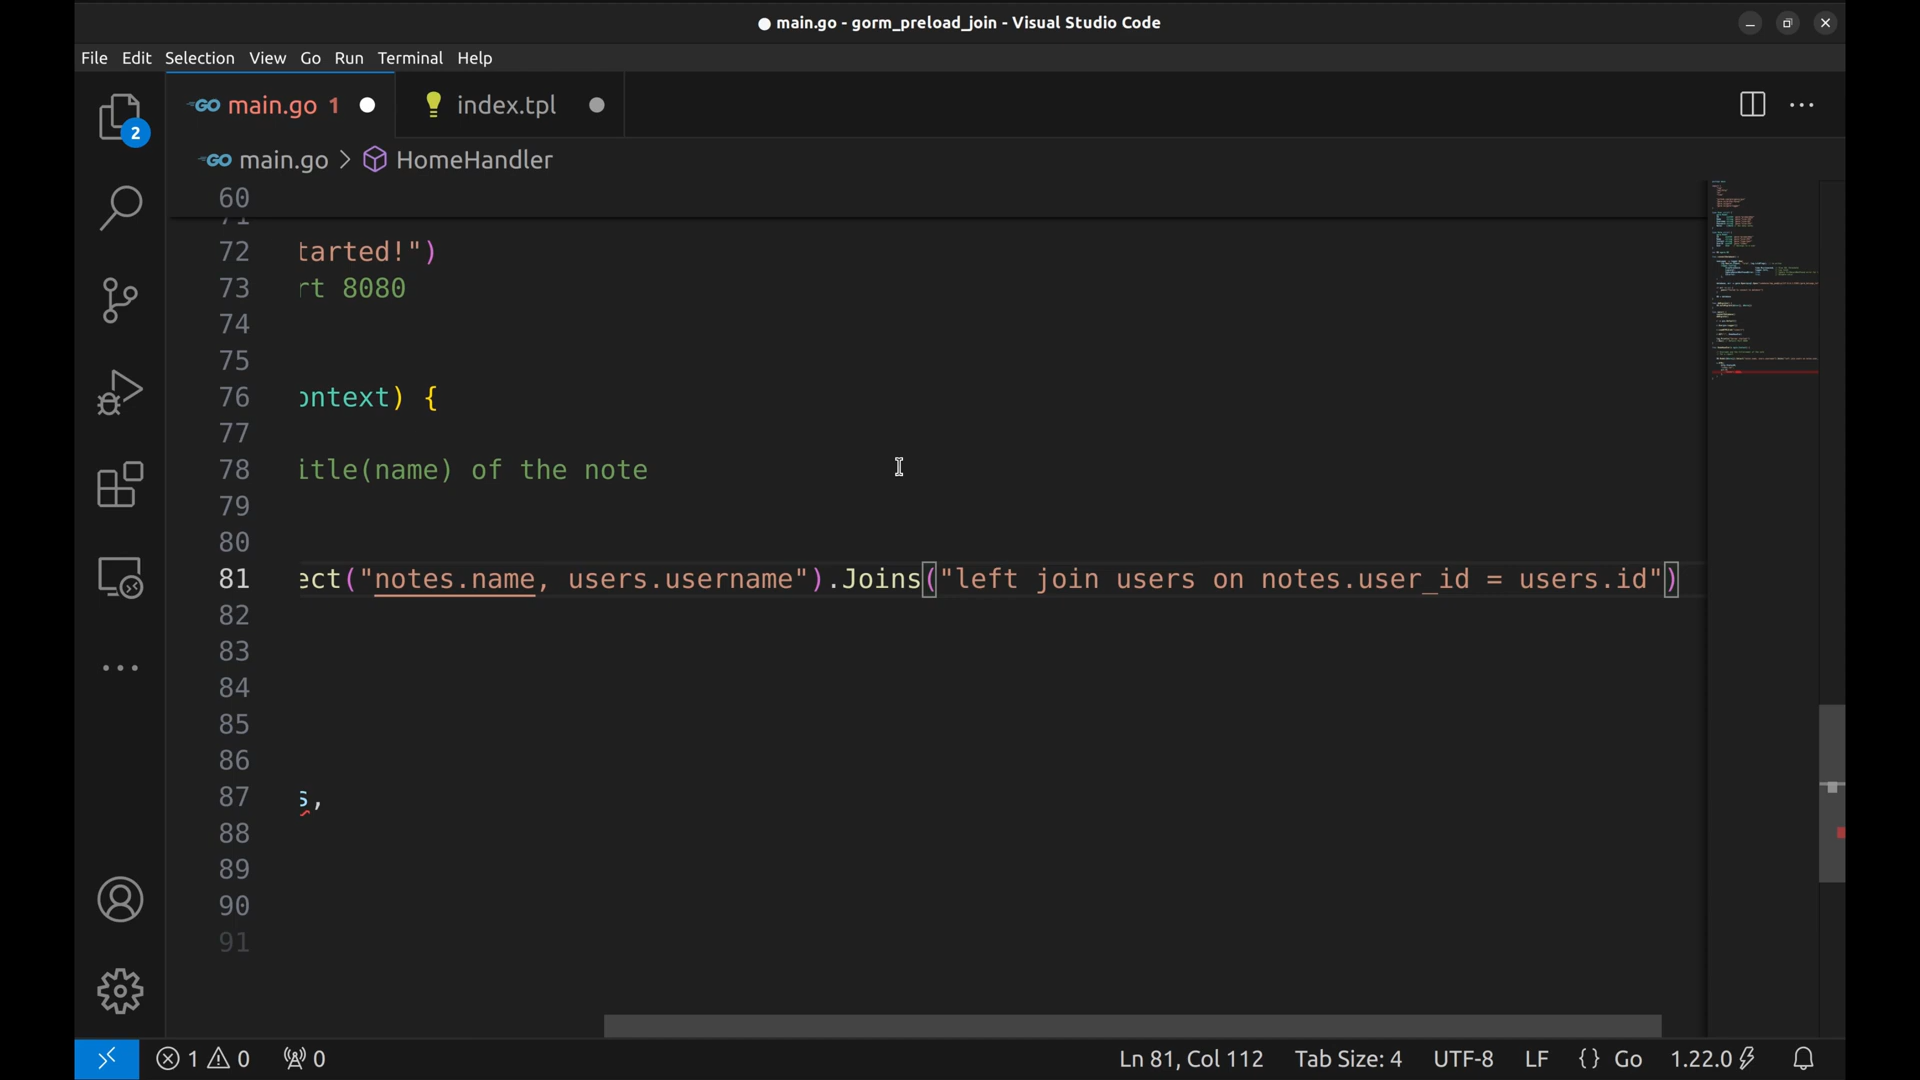 main.go - gorm_preload_join - Visual Studio Code
File Edit Selection View Go Run Terminal Help
GO main.go 1 index.tpl
2
GO main.go > HomeHandler
60
71
72 tarted!")
73 rt 8080
74
75
76 ontext) {
77
78 itle(name) of the note
79
80
81 ect("notes.name, users.username").Joins("left join users on notes.user_id = users.id")
82
83
84
85
86
87 s,
88
89
90
91
1 0 0 Ln 81, Col 112 Tab Size: 4 UTF-8 LF {} Go 1.22.0